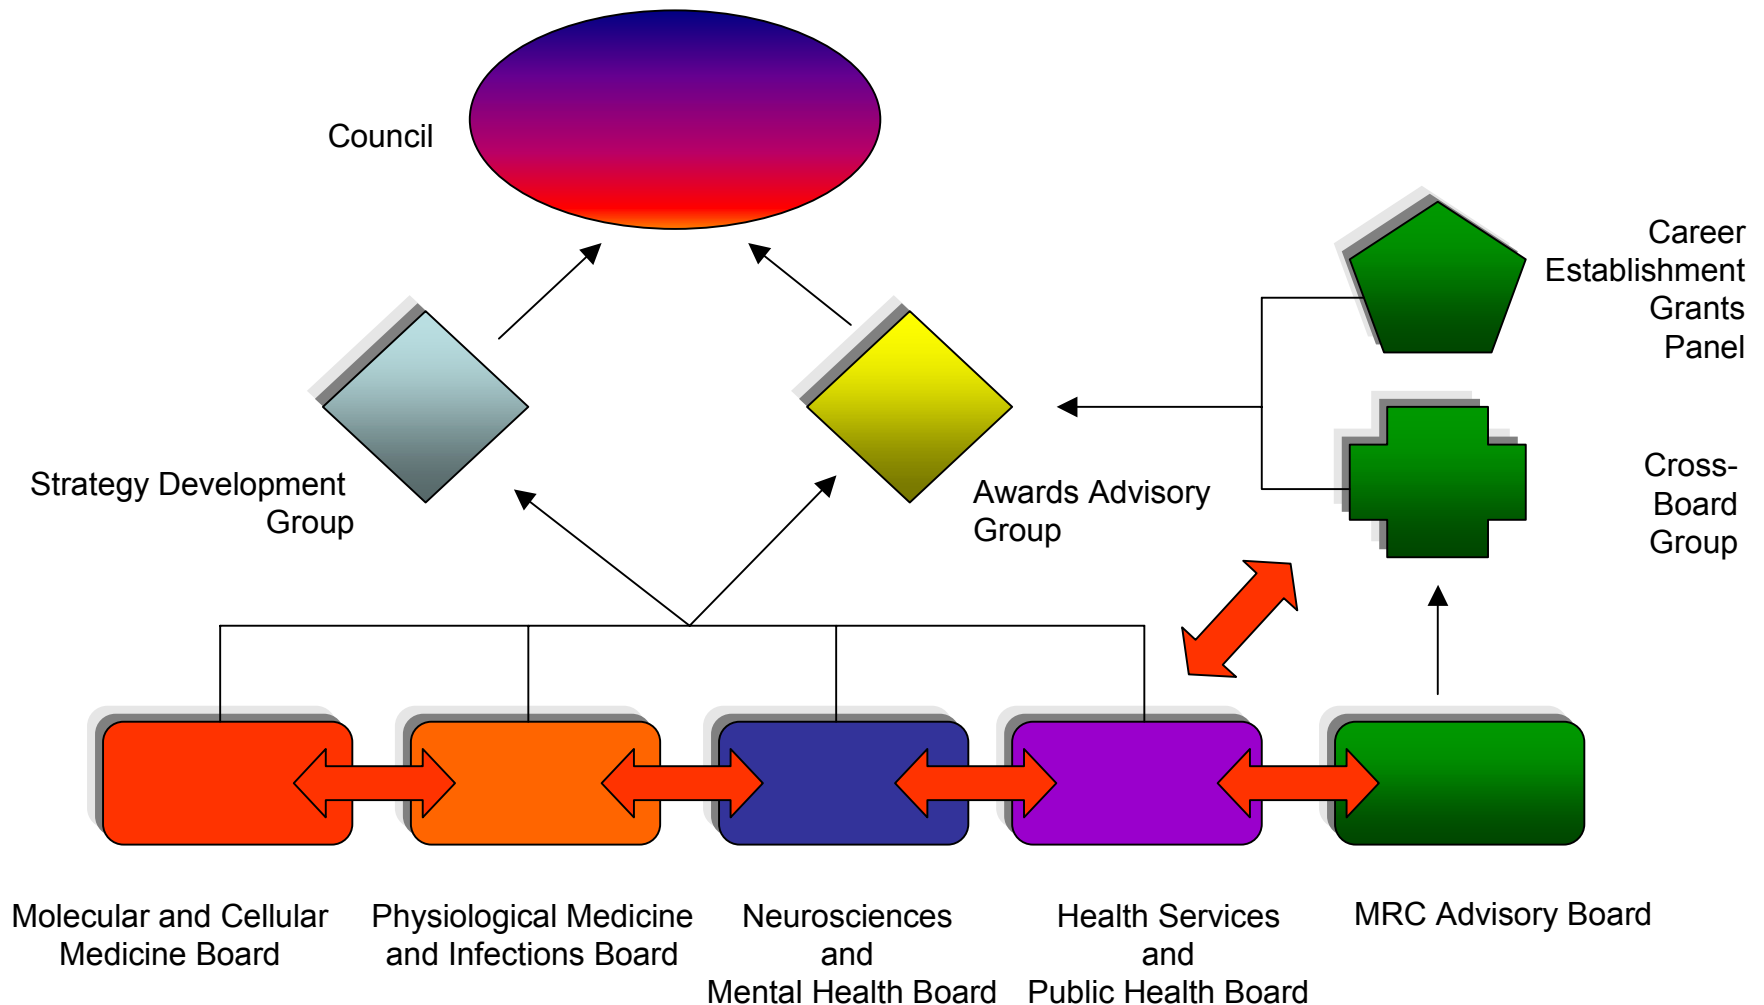 Council
Career
Establishment
Grants
Panel
Strategy Development
Group
Awards Advisory
Group
Cross-
Board
Group
Molecular and Cellular
Medicine Board
Physiological Medicine
and Infections Board
Neurosciences
and
Mental Health Board
Health Services
and
Public Health Board
MRC Advisory Board